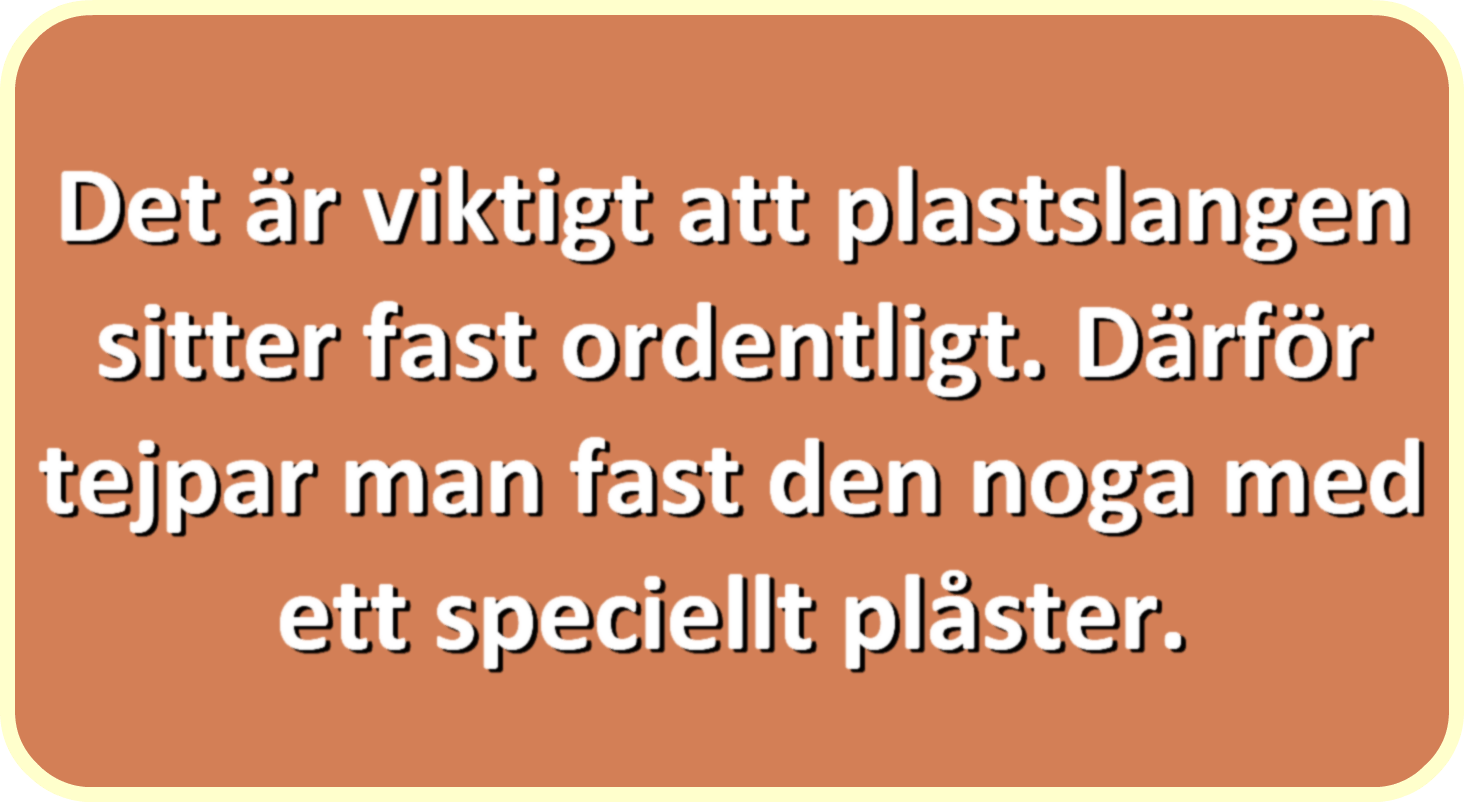 Det är viktigt att plastslangen
sitter fast ordentligt. Därför
tejpar man fast den noga med
ett speciellt plåster.